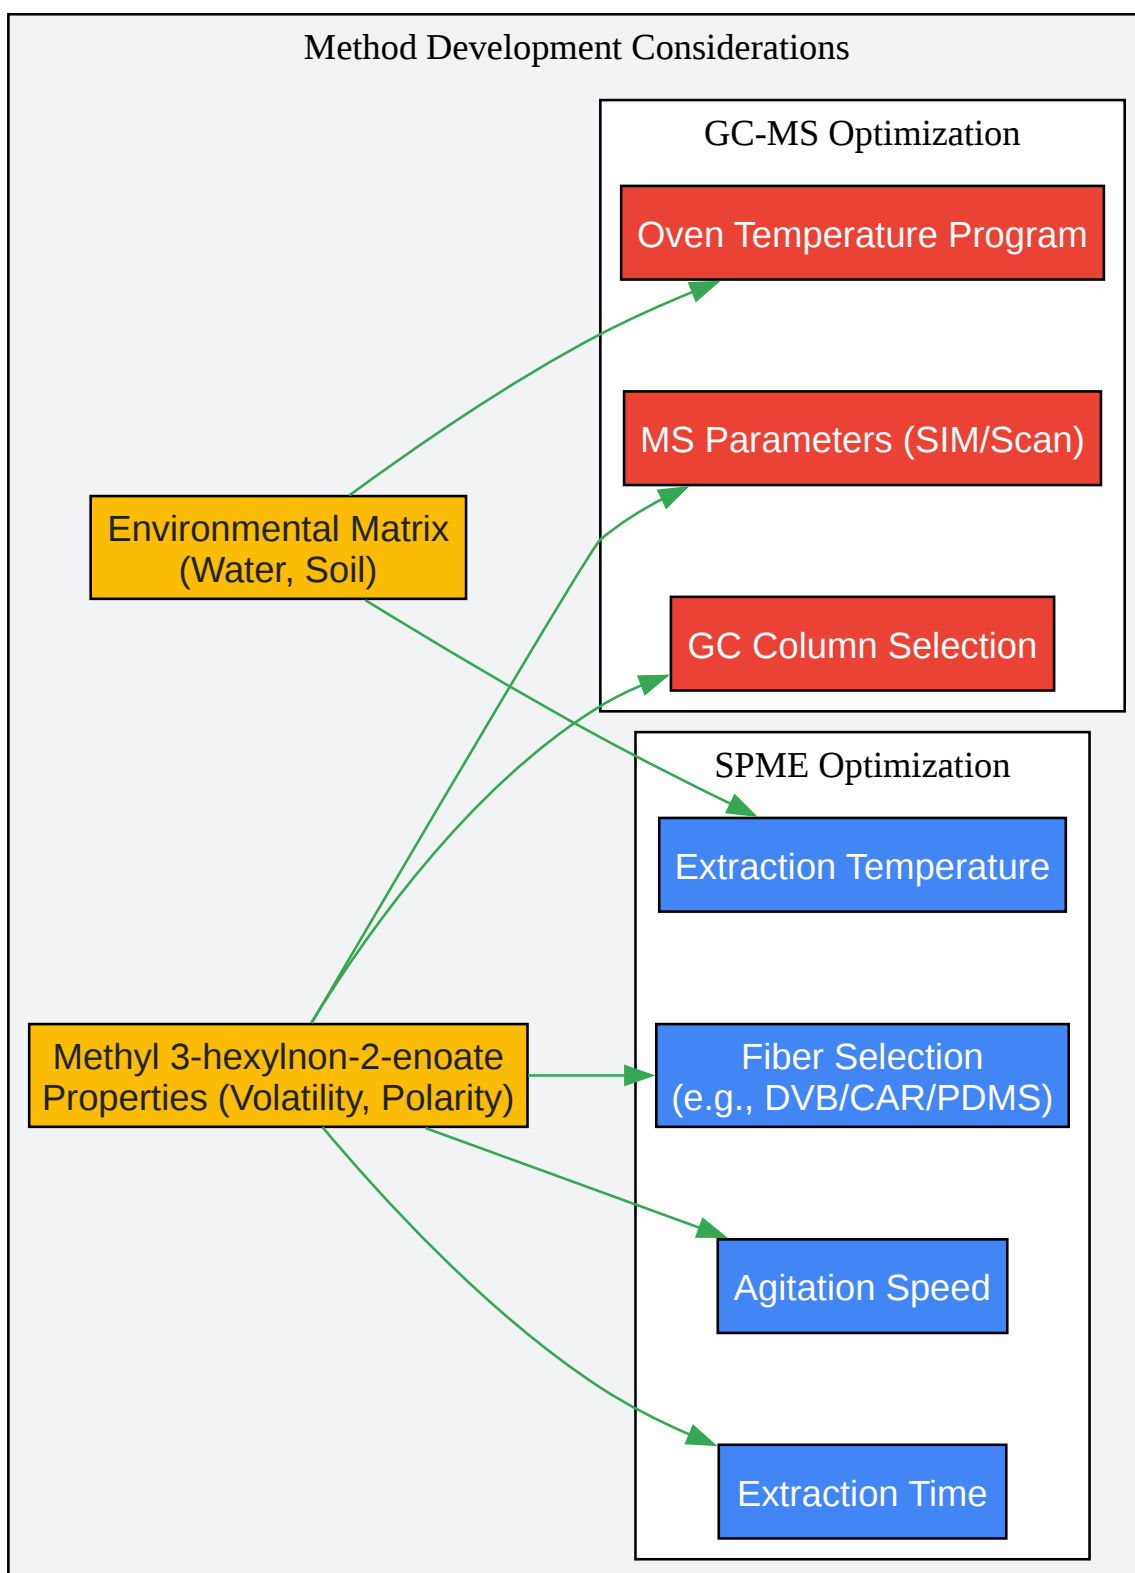 Method Development Considerations
GC-MS Optimization
Oven Temperature Program
MS Parameters (SIM/Scan)
Environmental Matrix
(Water, Soil)
GC Column Selection
SPME Optimization
Extraction Temperature
Methyl 3-hexylnon-2-enoate
Properties (Volatility, Polarity)
Fiber Selection
(e.g., DVB/CAR/PDMS)
Agitation Speed
Extraction Time